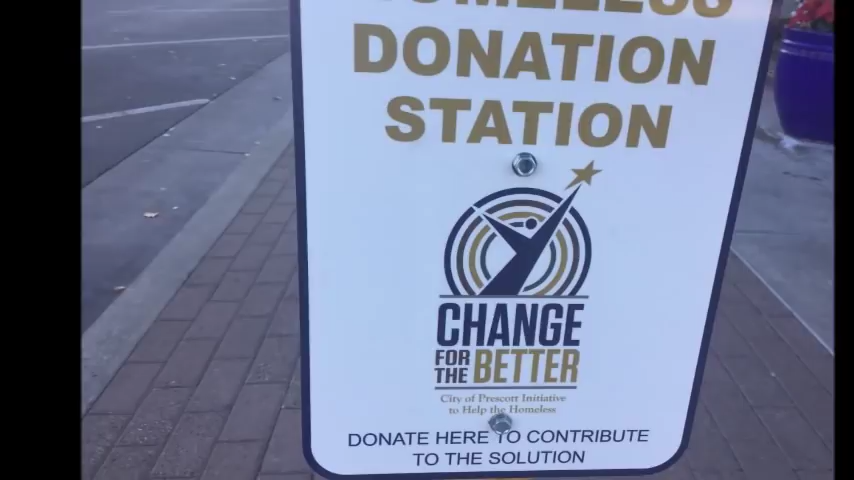 HOMELESS
DONATION
STATION
CHANGE
FOR THE BETTER
City of Prescott Initiative
to Help the Homeless
DONATE HERE TO CONTRIBUTE
TO THE SOLUTION